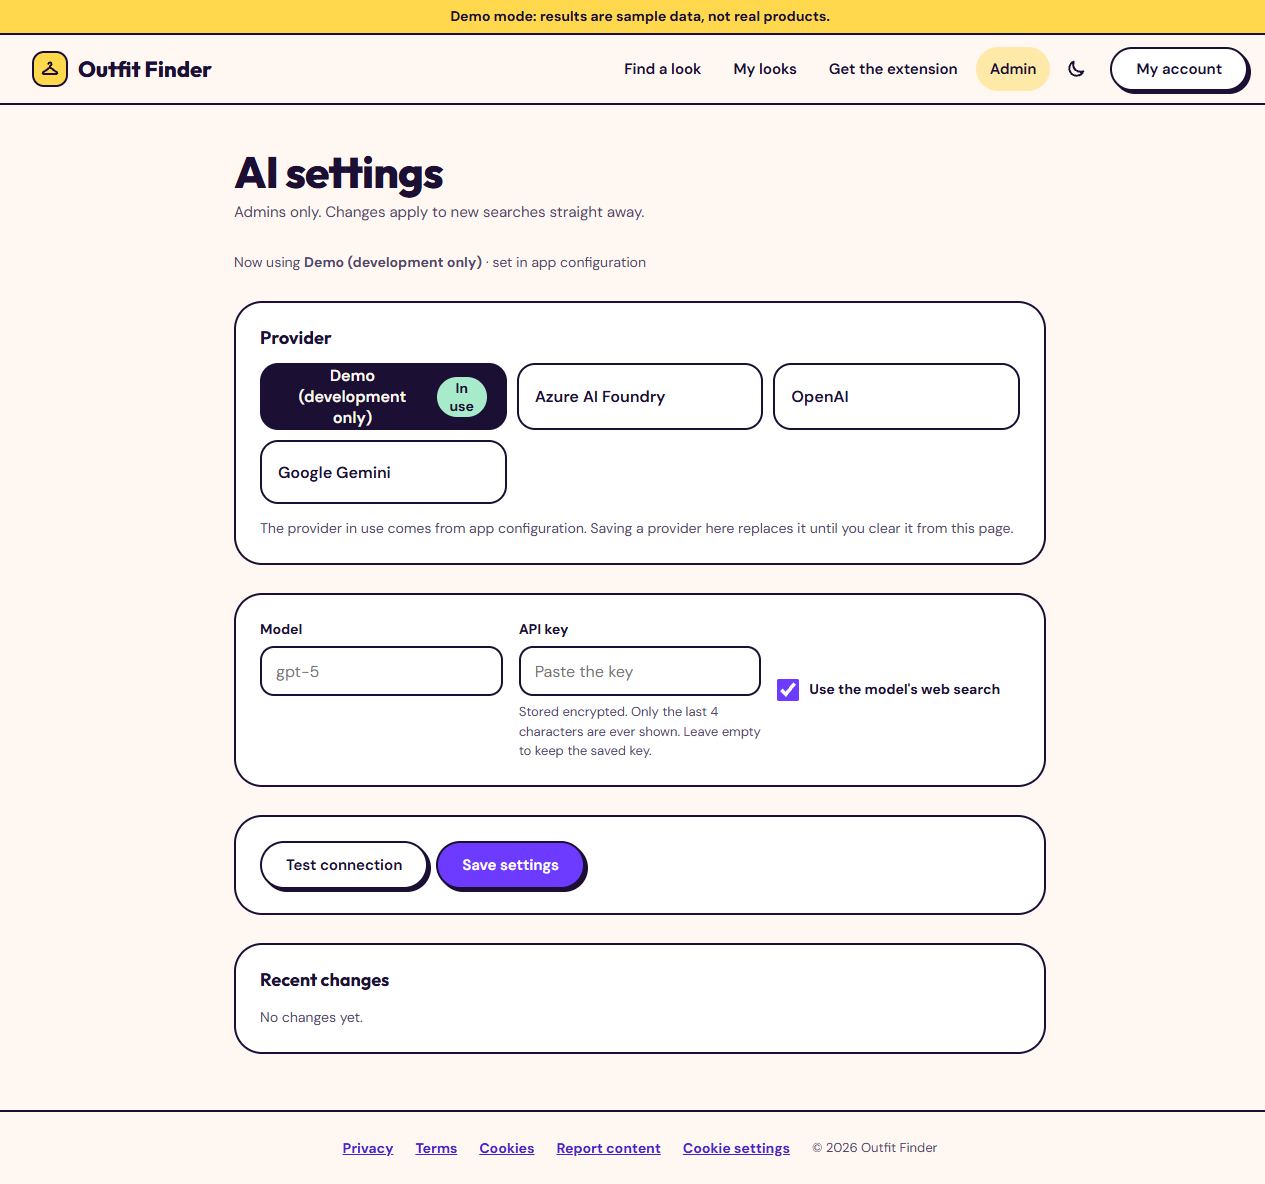 Demo mode: results are sample data, not real products.
Outfit Finder
Find a look
My looks
Get the extension
Admin
My account
AI settings
Admins only. Changes apply to new searches straight away.
Now using Demo (development only) · set in app configuration
Provider
Demo
(development
only)
In
use
Azure AI Foundry
OpenAI
Google Gemini
The provider in use comes from app configuration. Saving a provider here replaces it until you clear it from this page.
Model
gpt-5
API key
Paste the key
Stored encrypted. Only the last 4
characters are ever shown. Leave empty
to keep the saved key.
Use the model's web search
Test connection
Save settings
Recent changes
No changes yet.
Privacy
Terms
Cookies
Report content
Cookie settings
© 2026 Outfit Finder